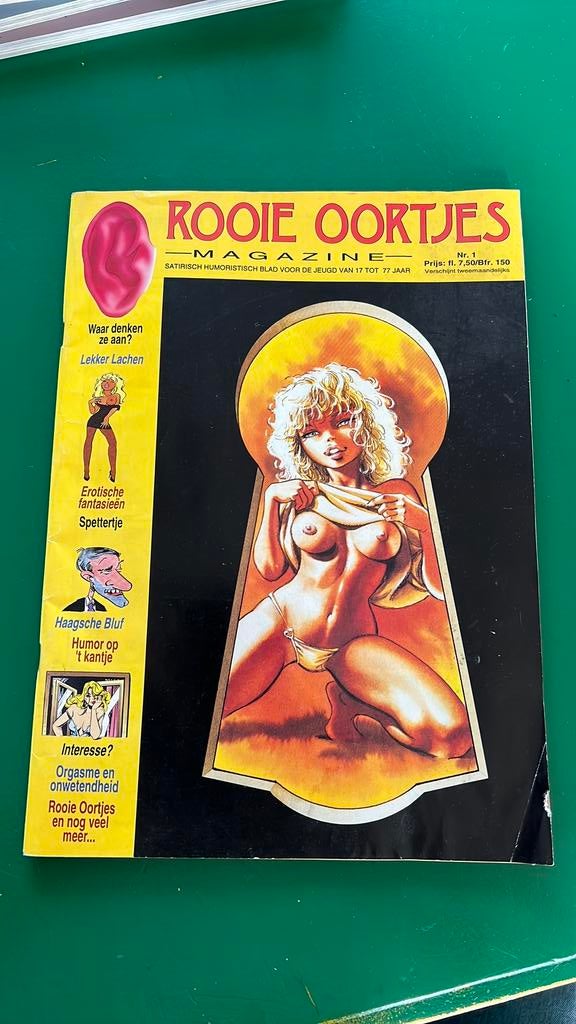 ROOIE OORTJES
MAGAZINE
SATIRISCH HUMORISTISCH BLAD VOOR DE JEUGD VAN 17 TOT 77 JAAR
Nr. 1
Prijs: fl. 7,50/Bfr. 150
Verschijnt tweemaandelijks
Waar denken
ze aan?
Lekker Lachen
Erotische
fantasieën
Spettertje
Haagsche Bluf
Humor op
't kantje
Interesse?
Orgasme en
onwetendheid
Rooie Oortjes
en nog veel
meer...